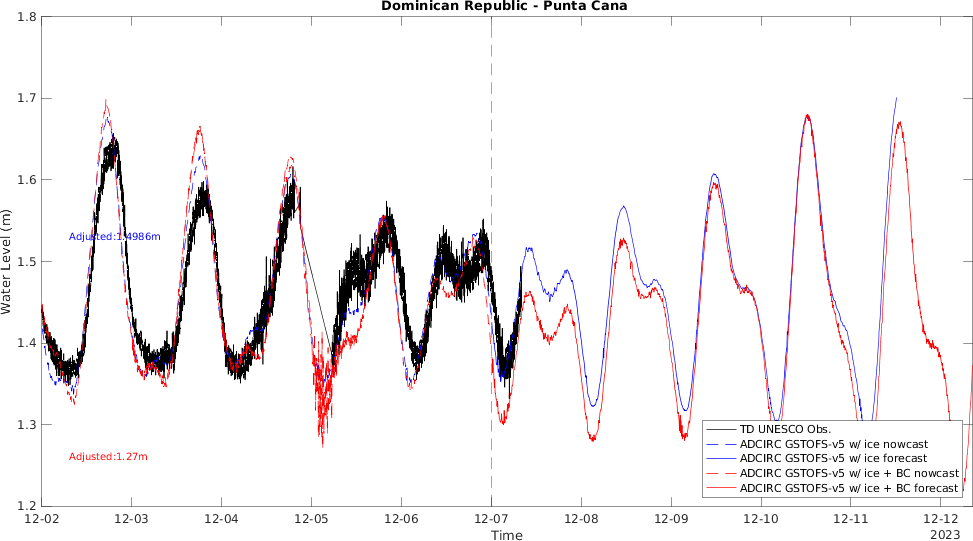 Dominican Republic - Punta Cana
Water Level (m)
1.8
1.7
1.6
1.5
1.4
1.3
1.2
Adjusted:1.4986m
Adjusted:1.27m
TD UNESCO Obs.
ADCIRC GSTOFS-v5 w/ ice nowcast
ADCIRC GSTOFS-v5 w/ ice forecast
ADCIRC GSTOFS-v5 w/ ice + BC nowcast
ADCIRC GSTOFS-v5 w/ ice + BC forecast
12-02 12-03 12-04 12-05 12-06 12-07 12-08 12-09 12-10 12-11 12-12
Time
2023